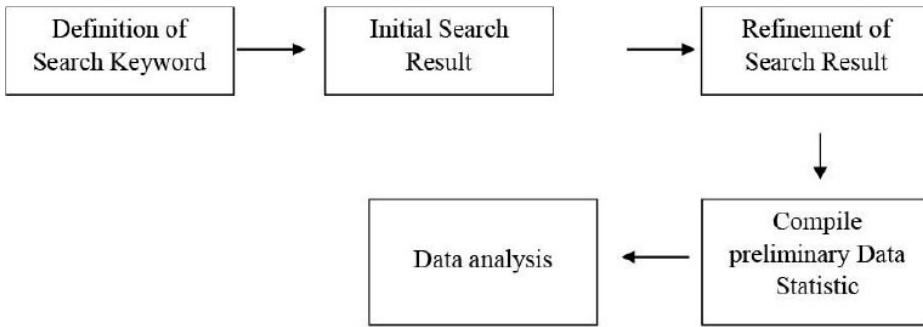 Definition of
Search Keyword
Initial Search
Result
Refinement of
Search Result
Compile
preliminary Data
Statistic
Data analysis